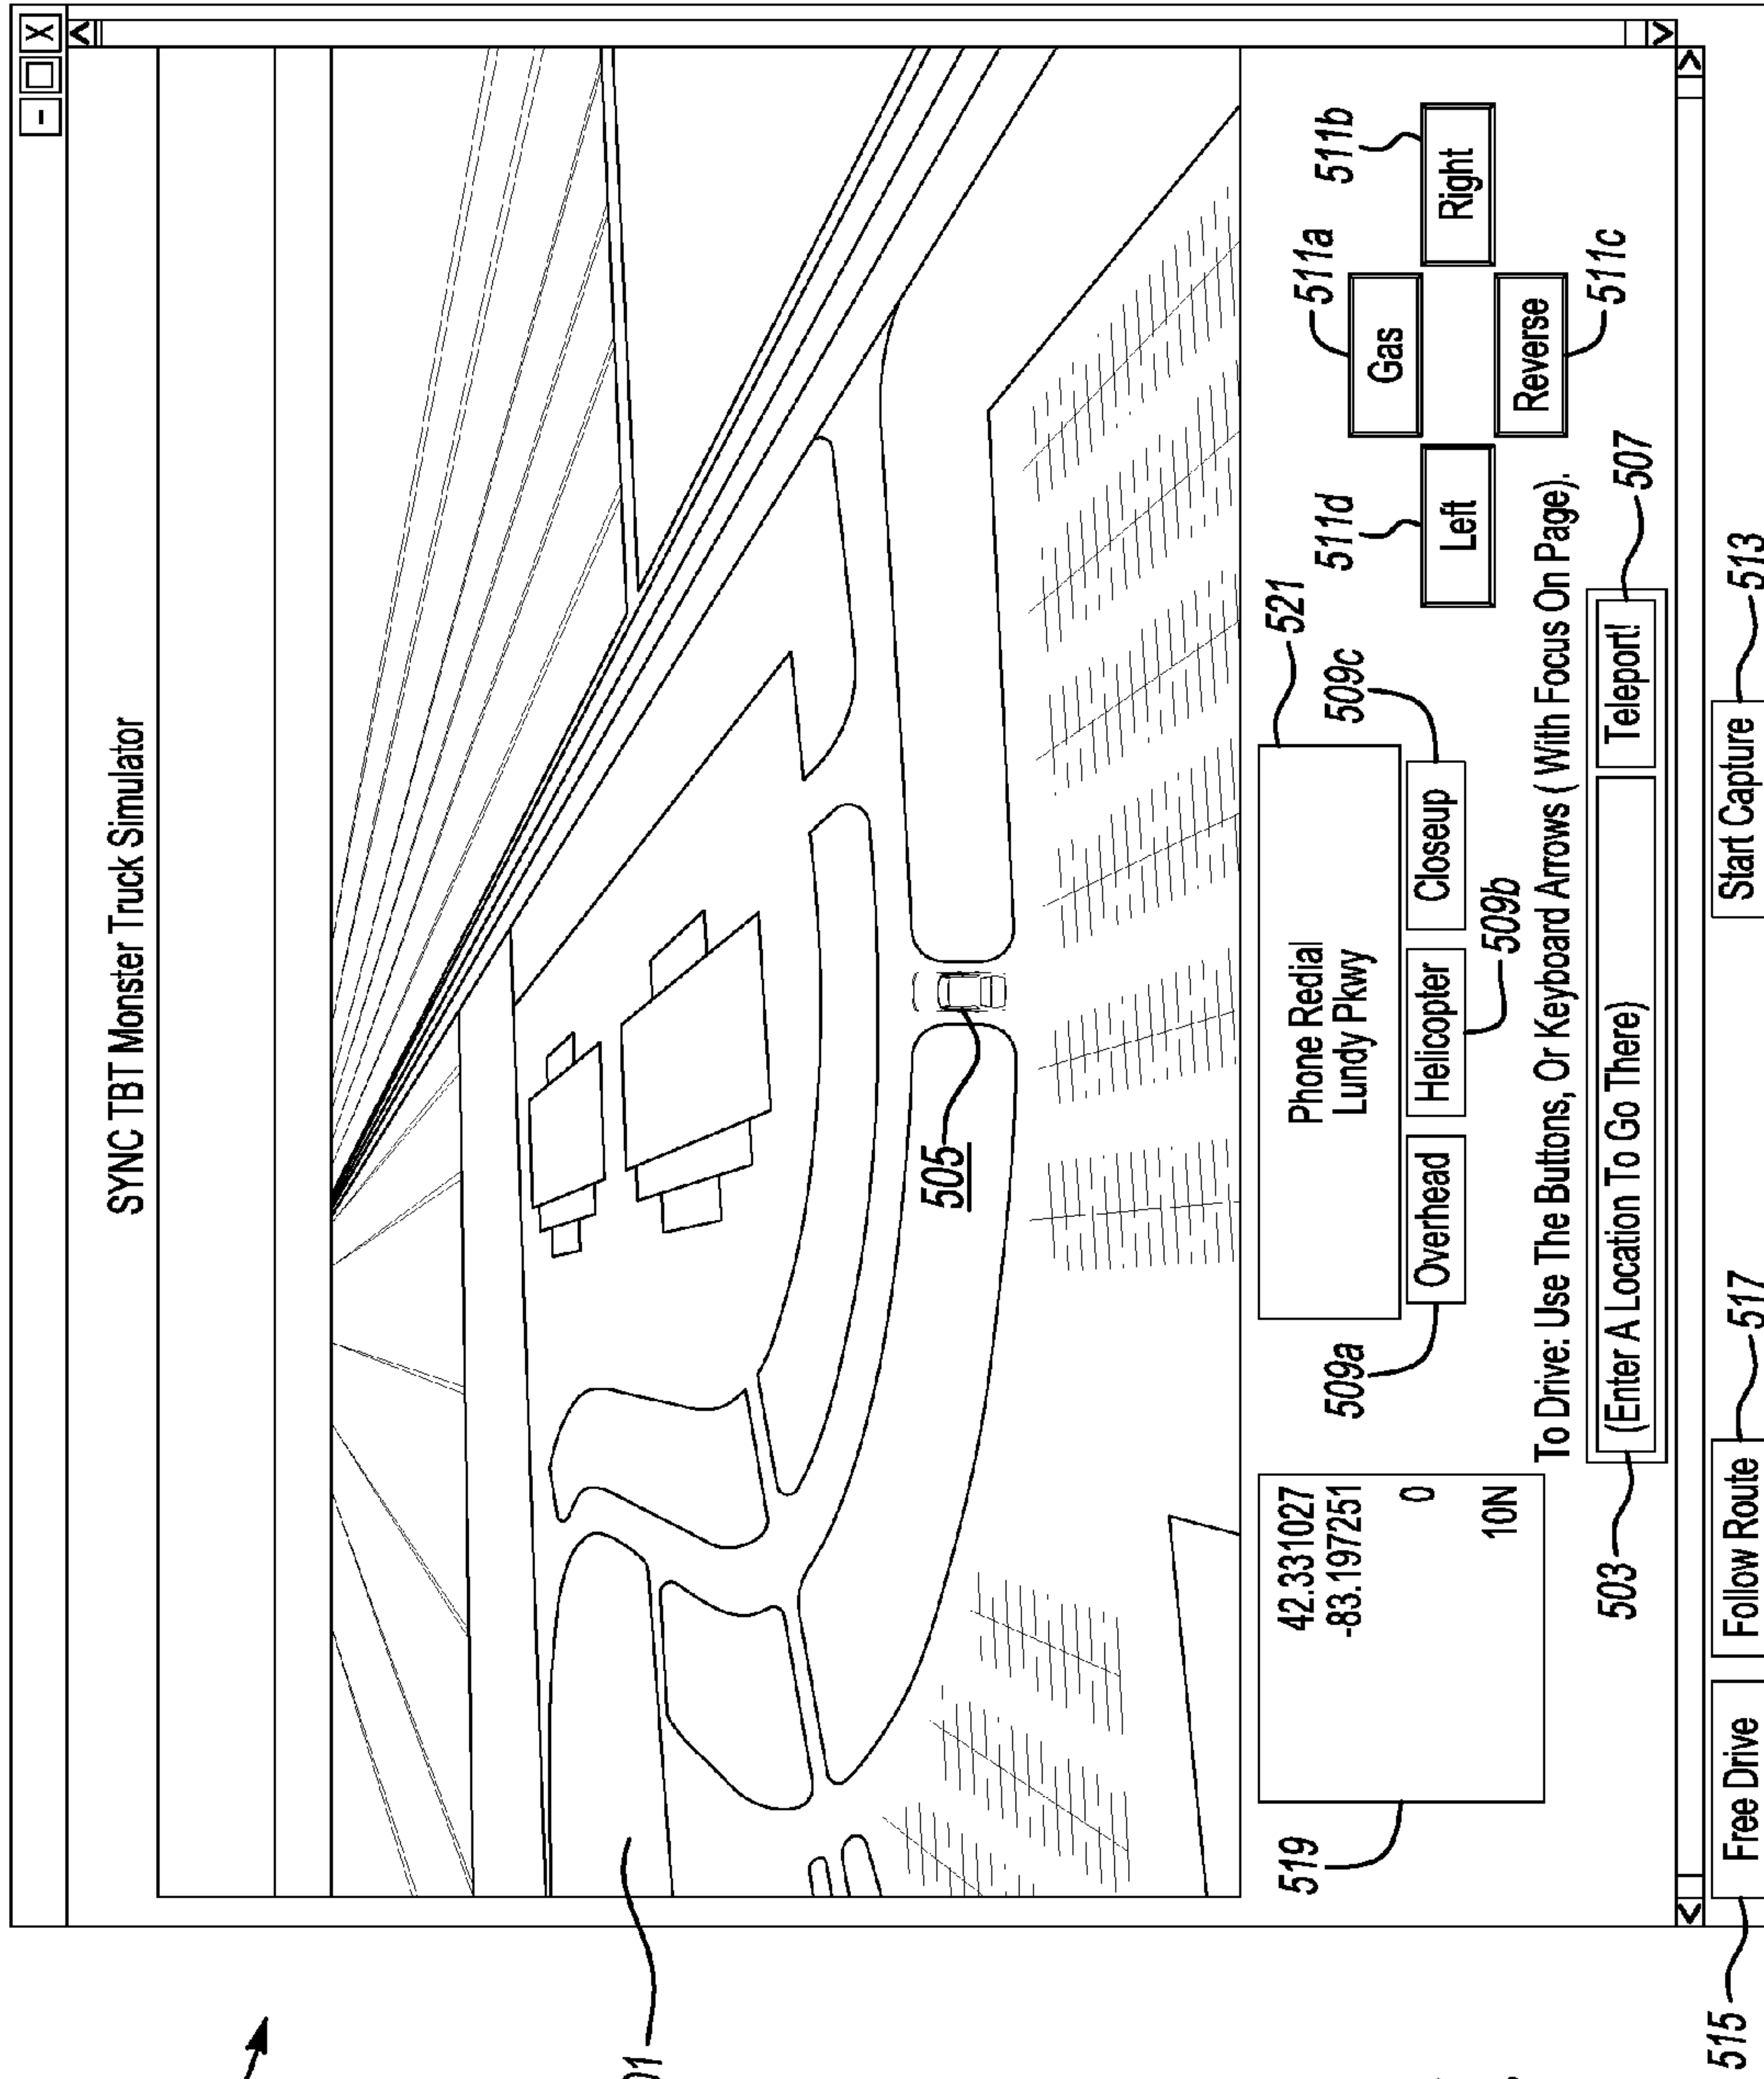 - □ X
SYNC TBT Monster Truck Simulator
505
519
42.331027
-83.197251
0
10N
521
Phone Redial
Lundy Pkwy
509a
Overhead
Helicopter
509b
Closeup
509c
511a
Gas
511b
Right
511d
Left
Reverse
511c
To Drive: Use The Buttons, Or Keyboard Arrows (With Focus On Page).
503
(Enter A Location To Go There)
Teleport!
507
515
Free Drive
Follow Route
517
Start Capture
513